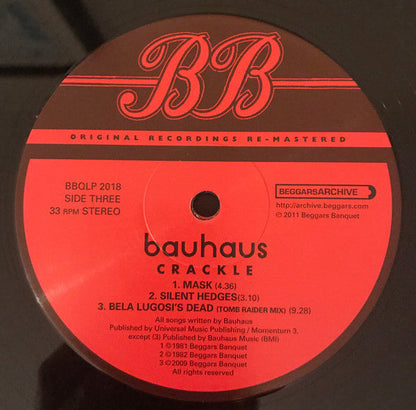 BB
ORIGINAL RECORDINGS RE-MASTERED
BBQLP 2018
SIDE THREE
33 RPM STEREO
BEGGARSARCHIVE
http://archive.beggars.com
℗ 2011 Beggars Banquet
bauhaus
CRACKLE
1. MASK (4.36)
2. SILENT HEDGES(3.10)
3. BELA LUGOSI'S DEAD (TOMB RAIDER MIX) (9.28)
All songs written by Bauhaus
Published by Universal Music Publishing / Momentum 3,
except (3) Published by Bauhaus Music (BMI)
1 ©1981 Beggars Banquet
2 ©1982 Beggars Banquet
3 ©2009 Beggars Banquet
All rights reserved